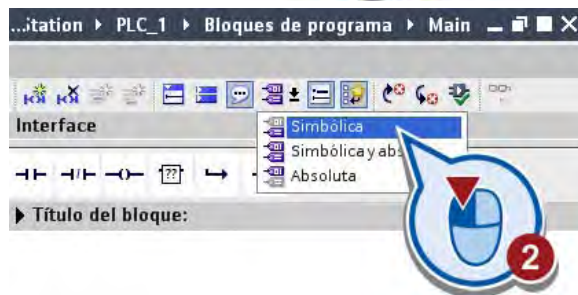 ...itation ▸ PLC_1 ▸ Bloques de programa ▸ Main
Interface
Simbólica
Simbólica y abs
Absoluta
??
Título del bloque:
2